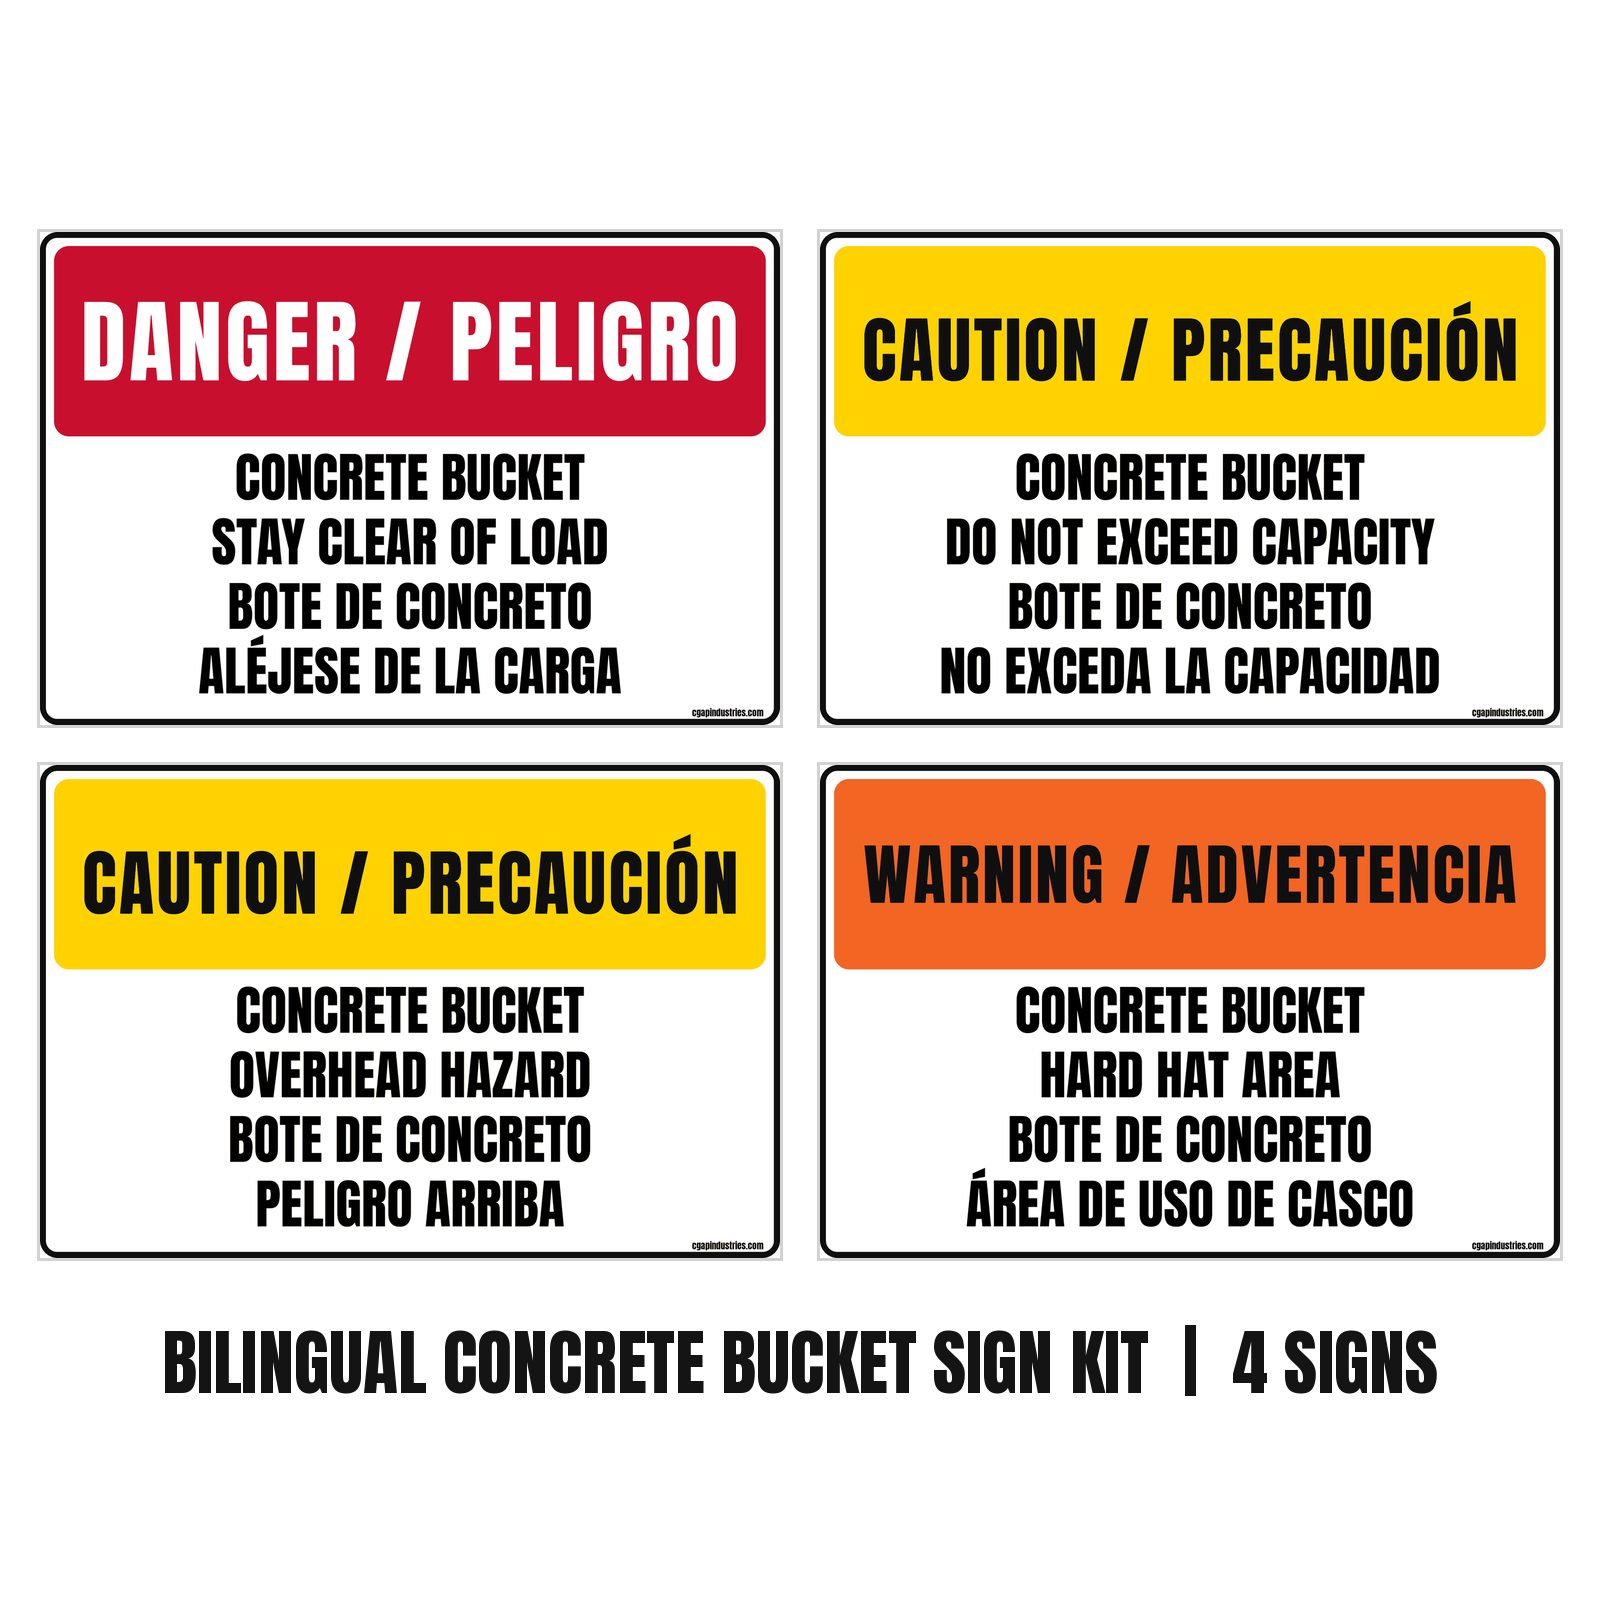 DANGER / PELIGRO
CONCRETE BUCKET
STAY CLEAR OF LOAD
BOTE DE CONCRETO
ALÉJESE DE LA CARGA
cgapindustries.com
CAUTION / PRECAUCIÓN
CONCRETE BUCKET
DO NOT EXCEED CAPACITY
BOTE DE CONCRETO
NO EXCEDA LA CAPACIDAD
cgapindustries.com
CAUTION / PRECAUCIÓN
CONCRETE BUCKET
OVERHEAD HAZARD
BOTE DE CONCRETO
PELIGRO ARRIBA
cgapindustries.com
WARNING / ADVERTENCIA
CONCRETE BUCKET
HARD HAT AREA
BOTE DE CONCRETO
ÁREA DE USO DE CASCO
cgapindustries.com
BILINGUAL CONCRETE BUCKET SIGN KIT | 4 SIGNS